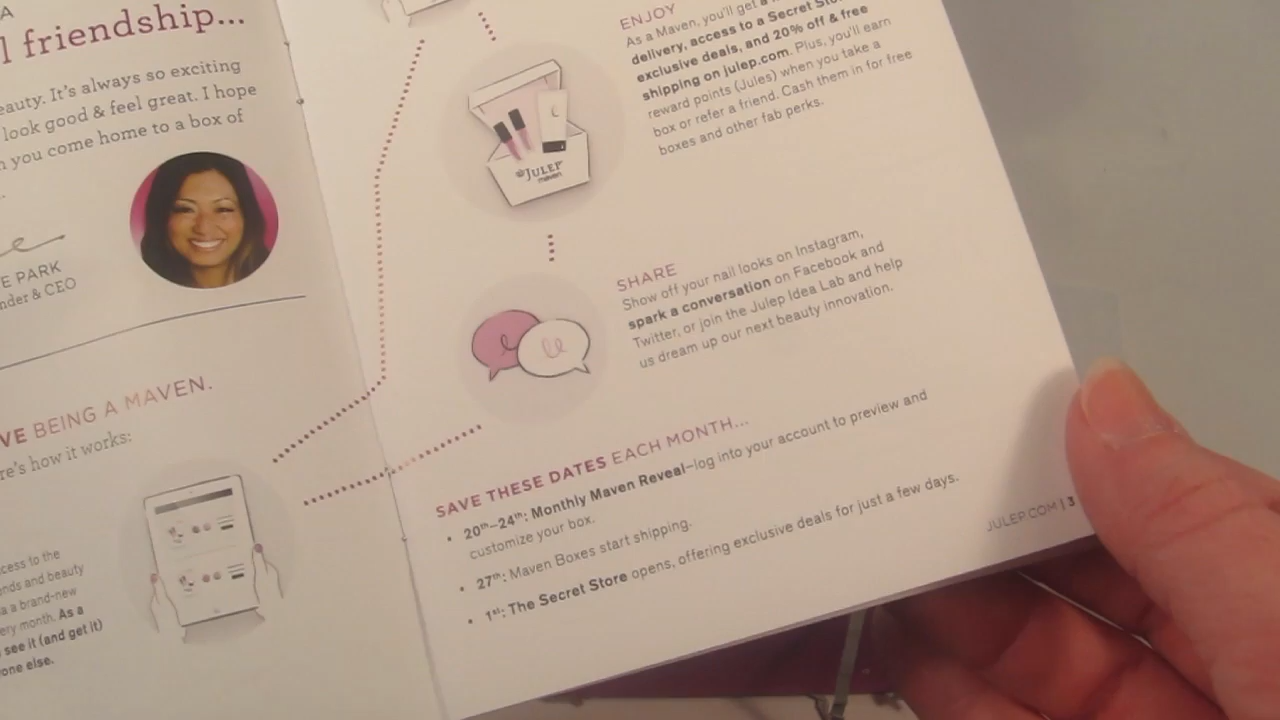 A
friendship...
eauty. It's always so exciting
look good & feel great. I hope
you come home to a box of
E PARK
nder & CEO
VE BEING A MAVEN.
re's how it works:
cess to the
nds and beauty
a brand-new
ery month. As a
see it (and get it)
one else.
ENJOY
As a Maven, you'll get a
delivery, access to a Secret Sto
exclusive deals, and 20% off & free
shipping on julep.com. Plus, you'll earn
reward points (Jules) when you take a
box or refer a friend. Cash them in for free
boxes and other fab perks.
JULEP
maven
SHARE
Show off your nail looks on Instagram,
spark a conversation on Facebook and
Twitter, or join the Julep Idea Lab and help
us dream up our next beauty innovation.
SAVE THESE DATES EACH MONTH...
• 20th–24th: Monthly Maven Reveal–log into your account to preview and
customize your box.
• 27th: Maven Boxes start shipping.
• 1st: The Secret Store opens, offering exclusive deals for just a few days.
JULEP.COM | 3